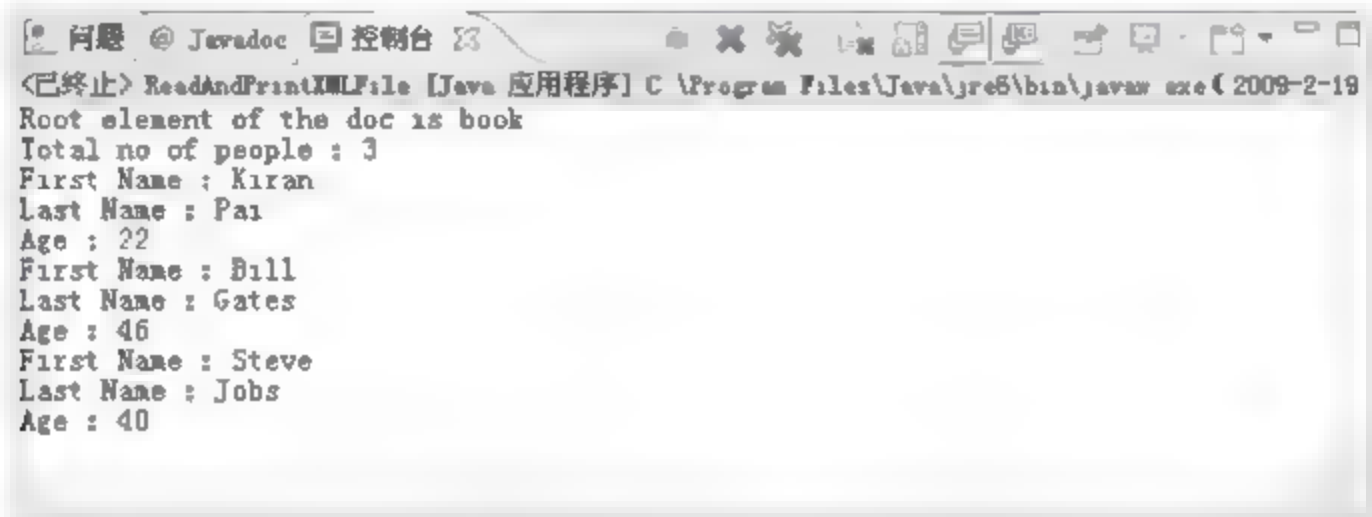 问题 @ Javadoc 控制台
<已终止> ReadAndPrintXMLFile [Java 应用程序] C \Program Files\Java\jre6\bin\javaw exe( 2009-2-19
Root element of the doc is book
Total no of people : 3
First Name : Kiran
Last Name : Pai
Age : 22
First Name : Bill
Last Name : Gates
Age : 46
First Name : Steve
Last Name : Jobs
Age : 40